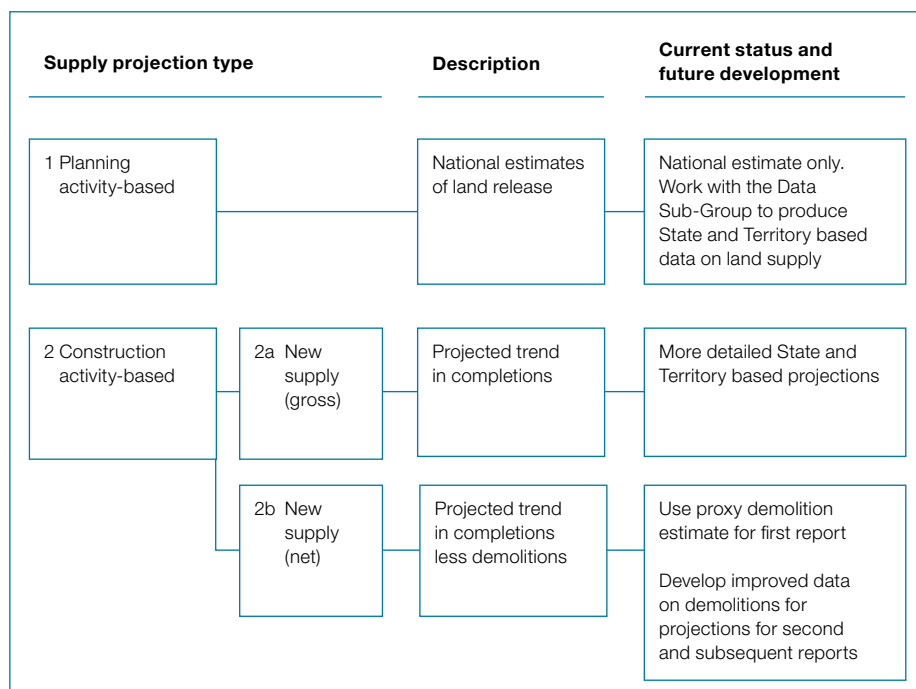 Supply projection type
Description
Current status and
future development
1 Planning
activity-based
National estimates
of land release
National estimate only.
Work with the Data
Sub-Group to produce
State and Territory based
data on land supply
2 Construction
activity-based
2a New
supply
(gross)
Projected trend
in completions
More detailed State and
Territory based projections
2b New
supply
(net)
Projected trend
in completions
less demolitions
Use proxy demolition
estimate for first report
Develop improved data
on demolitions for
projections for second
and subsequent reports